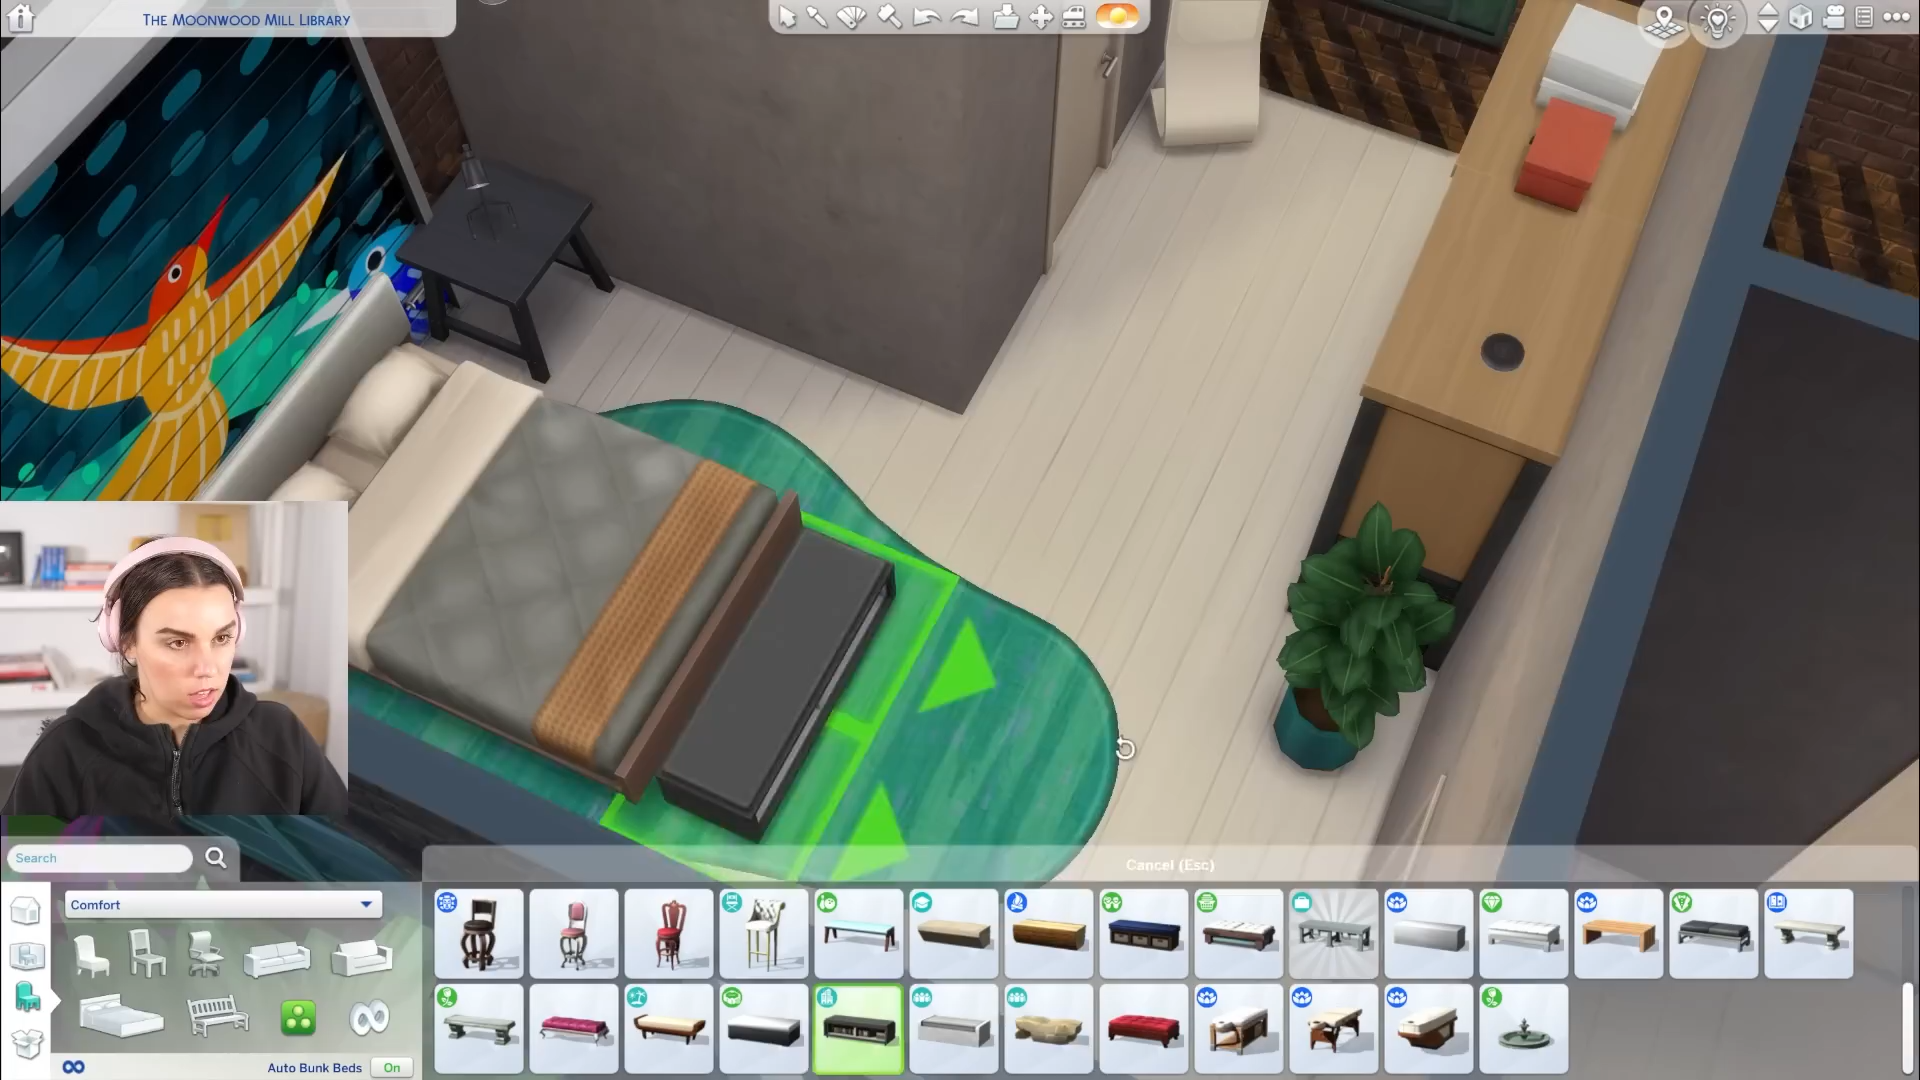 The Moonwood Mill Library
Cancel (Esc)
Search
Comfort
Auto Bunk Beds
On